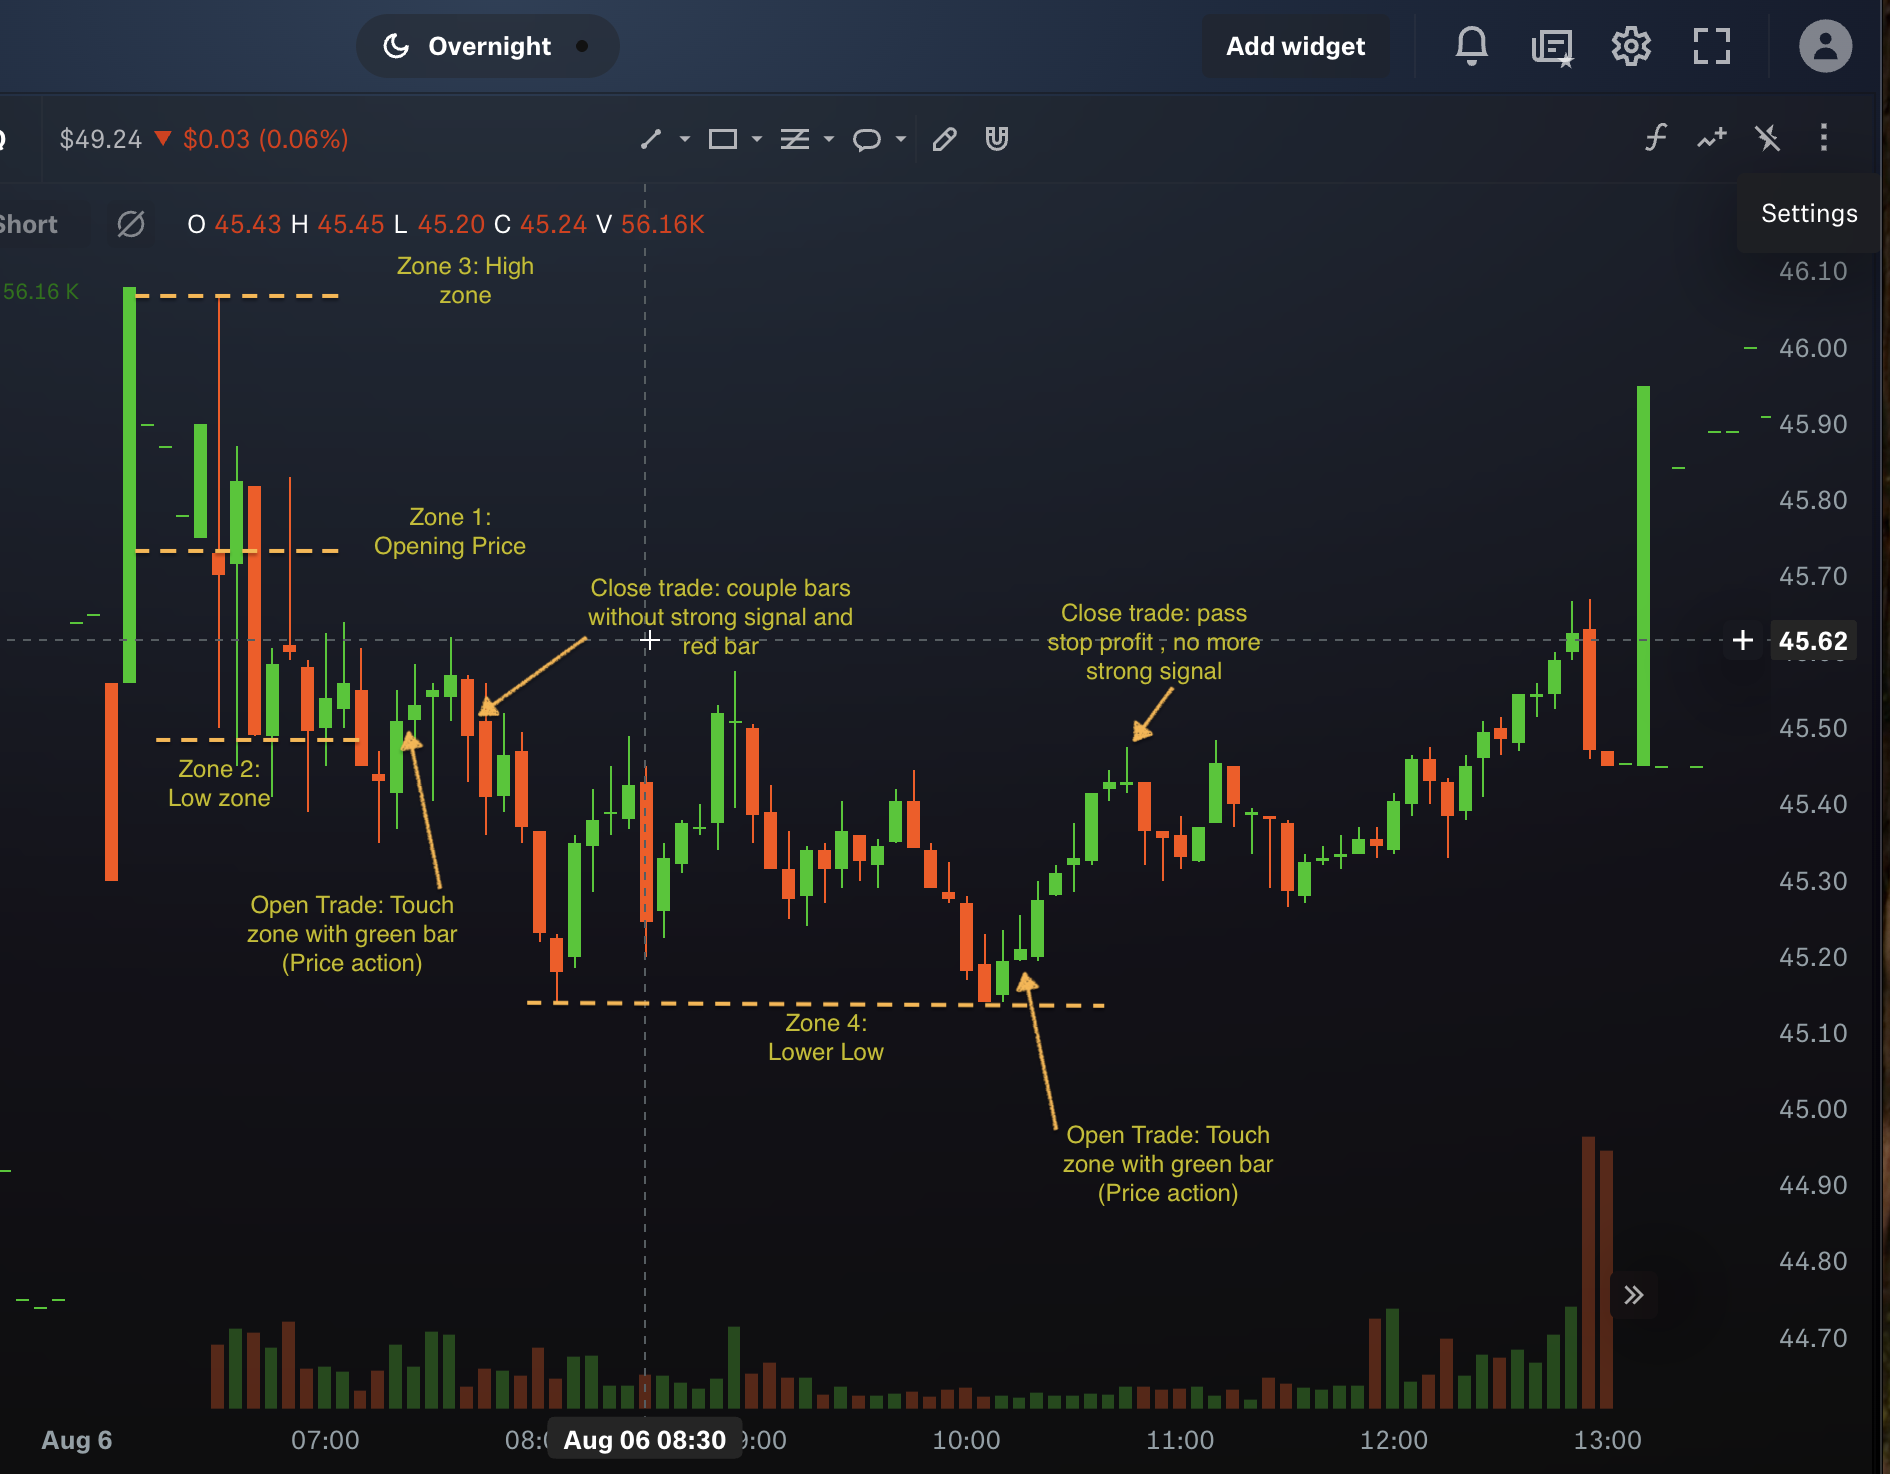 Overnight
Add widget
$49.24 ▼ $0.03 (0.06%)
Settings
Short
O 45.43 H 45.45 L 45.20 C 45.24 V 56.16K
56.16 K
Zone 3: High
zone
Zone 1:
Opening Price
Close trade: couple bars
without strong signal and
red bar
Close trade: pass
stop profit , no more
strong signal
Zone 2:
Low zone
Open Trade: Touch
zone with green bar
(Price action)
Zone 4:
Lower Low
Open Trade: Touch
zone with green bar
(Price action)
46.10
46.00
45.90
45.80
45.70
45.62
45.50
45.40
45.30
45.20
45.10
45.00
44.90
44.80
44.70
Aug 6
07:00
08:0
Aug 06 08:30
9:00
10:00
11:00
12:00
13:00